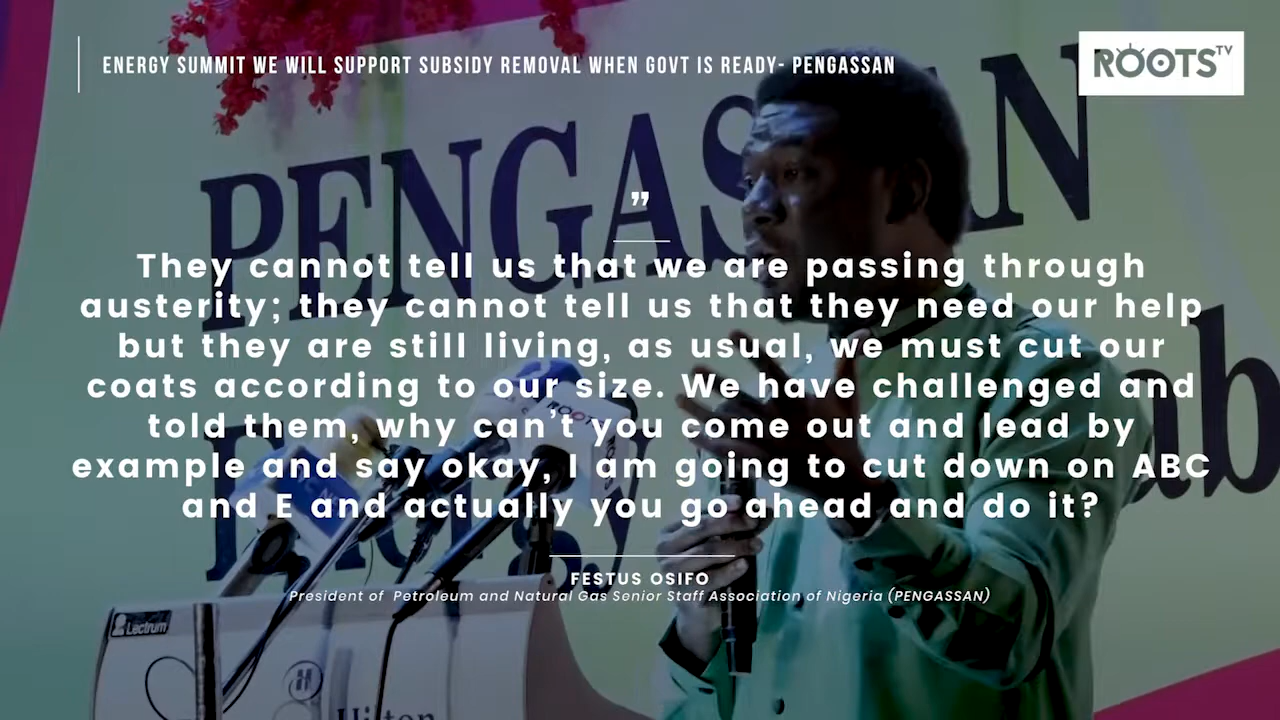 ENERGY SUMMIT WE WILL SUPPORT SUBSIDY REMOVAL WHEN GOVT IS READY- PENGASSAN
ROOTS TV
PENGASSAN
”
They cannot tell us that we are passing through
austerity; they cannot tell us that they need our help
but they are still living, as usual, we must cut our
coats according to our size. We have challenged and
told them, why can’t you come out and lead by
example and say okay, I am going to cut down on ABC
and E and actually you go ahead and do it?
FESTUS OSIFO
President of Petroleum and Natural Gas Senior Staff Association of Nigeria (PENGASSAN)
Energy
ab
ROOTS
Lectrum
Hilton